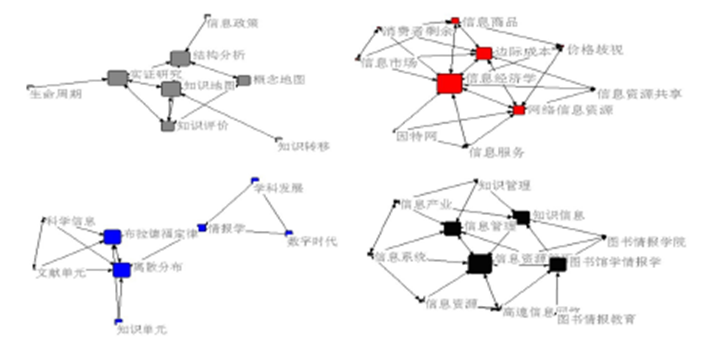 信息政策
结构分析
实证研究
知识地图
概念地图
生命周期
知识评价
知识转移
信息商品
消费者剩余
边际成本
价格歧视
信息市场
信息经济学
信息资源共享
网络信息资源
因特网
信息服务
学科发展
科学信息
布拉德福定律
情报学
数字时代
离散分布
文献单元
知识单元
知识管理
信息产业
知识信息
信息管理
图书情报学院
信息系统
信息资源
图书馆学情报学
信息资源
高速信息
图书情报教育